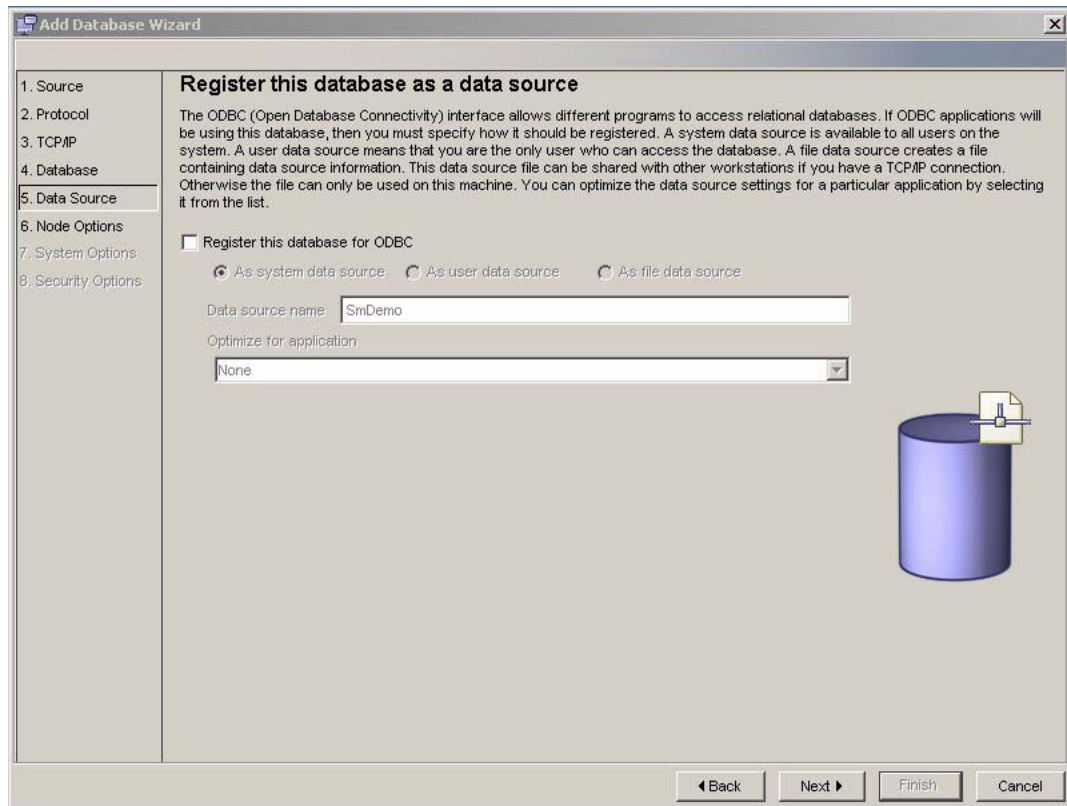 Add Database Wizard
1. Source
2. Protocol
3. TCP/IP
4. Database
5. Data Source
6. Node Options
7. System Options
8. Security Options
Register this database as a data source
The ODBC (Open Database Connectivity) interface allows different programs to access relational databases. If ODBC applications will
be using this database, then you must specify how it should be registered. A system data source is available to all users on the
system. A user data source means that you are the only user who can access the database. A file data source creates a file
containing data source information. This data source file can be shared with other workstations if you have a TCP/IP connection.
Otherwise the file can only be used on this machine. You can optimize the data source settings for a particular application by selecting
it from the list.
Register this database for ODBC
As system data source As user data source As file data source
Data source name SmDemo
Optimize for application
None
Back Next Finish Cancel